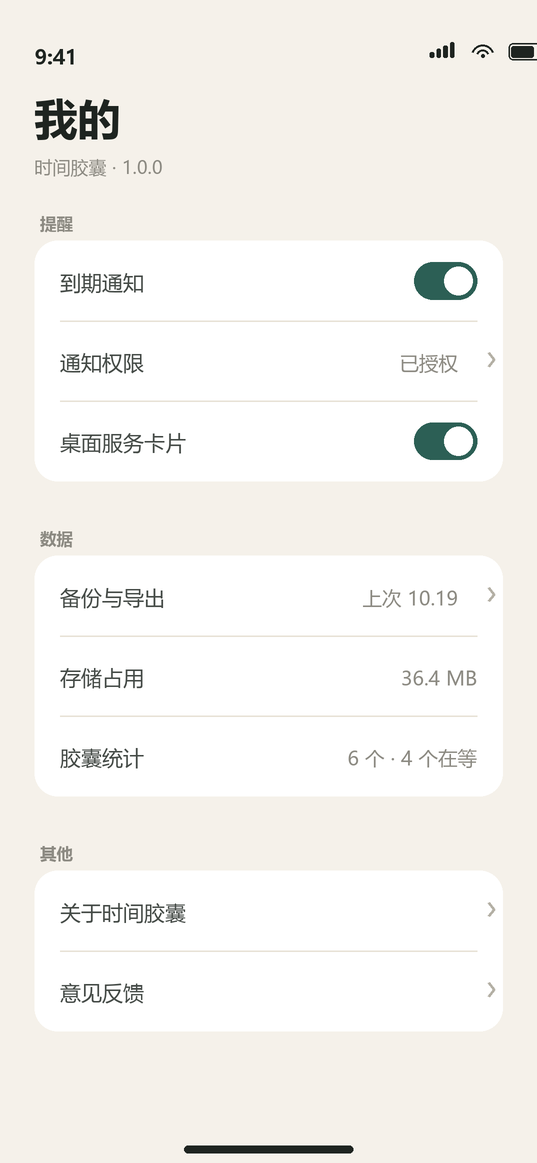 9:41
我的
时间胶囊 · 1.0.0
提醒
到期通知
通知权限 已授权
桌面服务卡片
数据
备份与导出 上次 10.19
存储占用 36.4 MB
胶囊统计 6 个 · 4 个在等
其他
关于时间胶囊
意见反馈